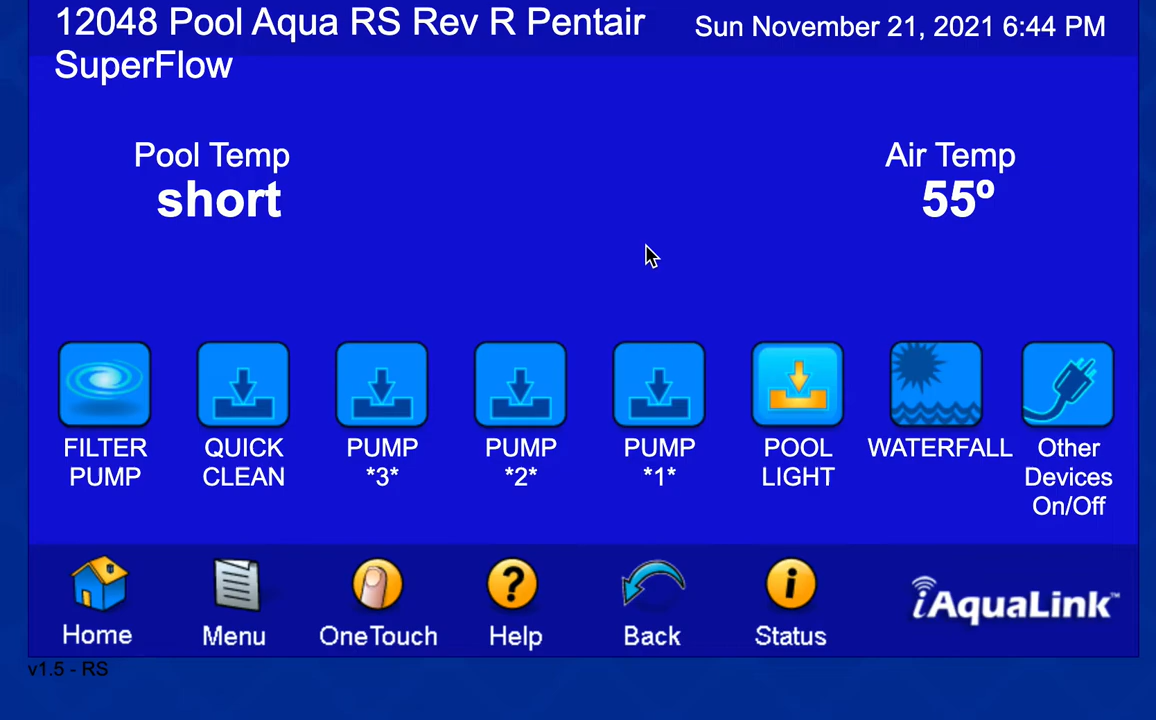 12048 Pool Aqua RS Rev R Pentair
SuperFlow
Sun November 21, 2021 6:44 PM
Pool Temp
short
Air Temp
55º
FILTER
PUMP
QUICK
CLEAN
PUMP
*3*
PUMP
*2*
PUMP
*1*
POOL
LIGHT
WATERFALL
Other
Devices
On/Off
Home
Menu
OneTouch
?
Help
Back
i
Status
iAquaLink™
v1.5 - RS